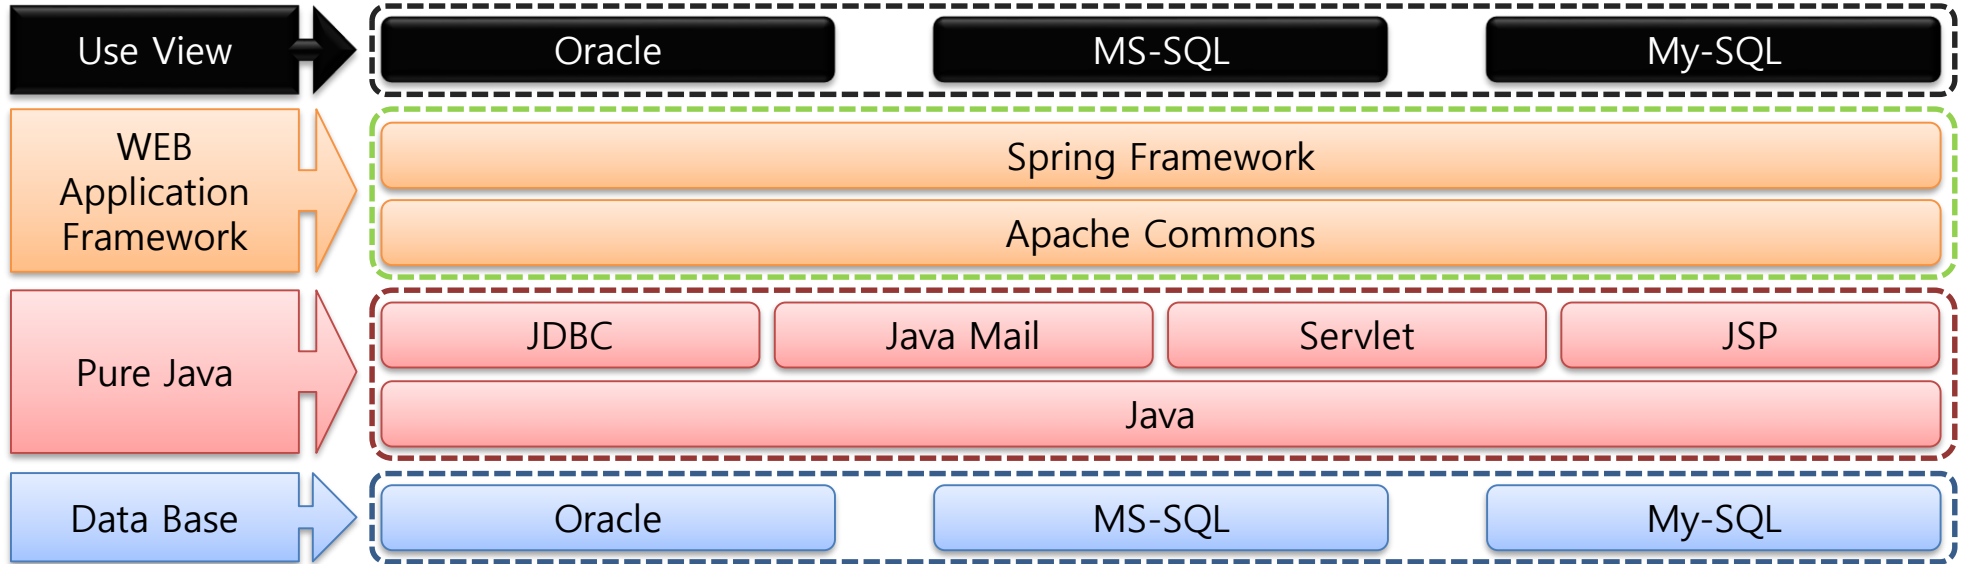 Use View
Oracle
MS-SQL
My-SQL
WEB
Application
Framework
Spring Framework
Apache Commons
Pure Java
JDBC
Java Mail
Servlet
JSP
Java
Data Base
Oracle
MS-SQL
My-SQL